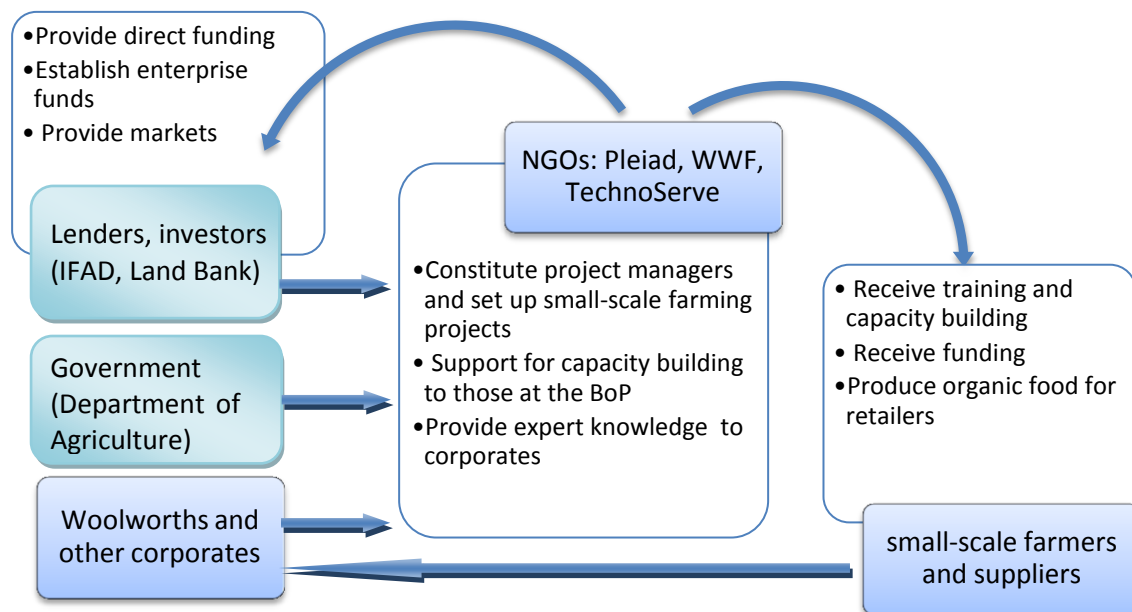 •Provide direct funding
•Establish enterprise
funds
• Provide markets
Lenders, investors
(IFAD, Land Bank)
Government
(Department of
Agriculture)
Woolworths and
other corporates
NGOs: Pleiad, WWF,
TechnoServe
•Constitute project managers
and set up small-scale farming
projects
• Support for capacity building
to those at the BoP
•Provide expert knowledge to
corporates
• Receive training and
capacity building
• Receive funding
•Produce organic food for
retailers
small-scale farmers
and suppliers